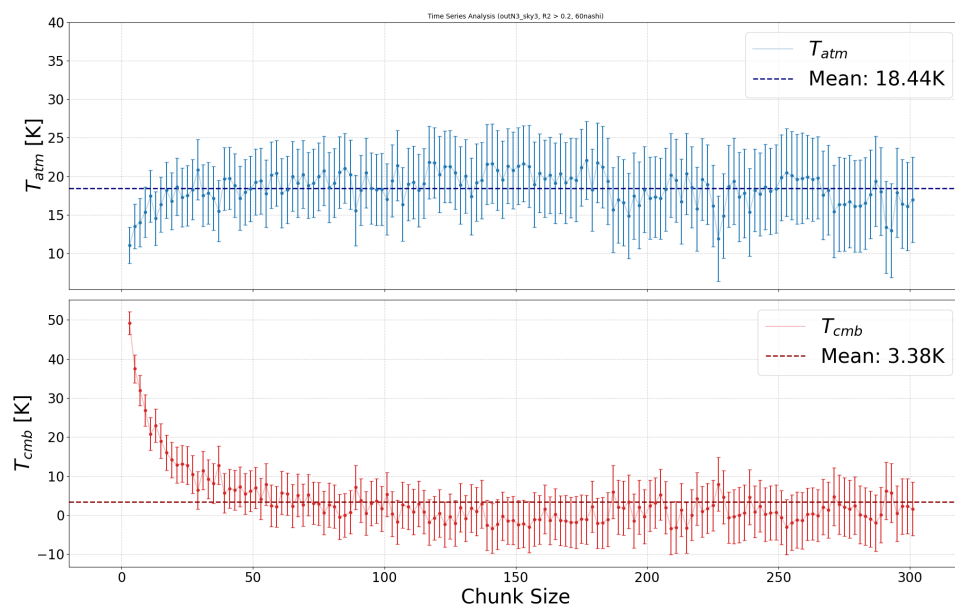 Time Series Analysis (outN3_sky3, R2 > 0.2, 60nashi)
40
35
30
25
20
15
10
T_atm [K]
T_atm
Mean: 18.44K
50
40
30
20
10
0
−10
T_cmb [K]
T_cmb
Mean: 3.38K
0 50 100 150 200 250 300
Chunk Size